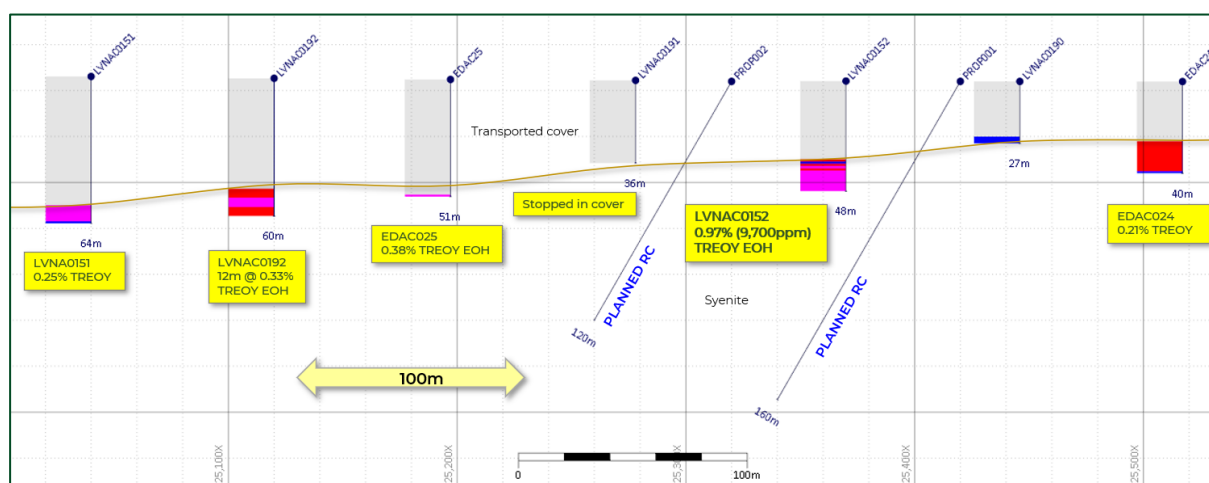 LVNAC0151
LVNAC0192
EDAC25
LVNAC0191
PROP002
LVNAC0152
PROP001
LVNAC0190
Transported cover
36m
27m
Stopped in cover
51m
48m
40m
64m
60m
LVNA0151
0.25% TREOY
LVNAC0192
12m @ 0.33%
TREOY EOH
EDAC025
0.38% TREOY EOH
LVNAC0152
0.97% (9,700ppm)
TREOY EOH
EDAC024
0.21% TREOY
PLANNED RC
PLANNED RC
Syenite
120m
160m
100m
25,100X
25,200X
25,300X
25,400X
25,500X
0
100m